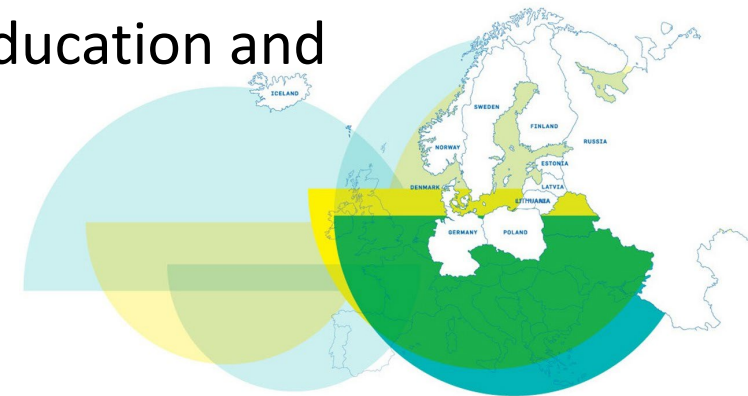 ducation and
ICELAND
SWEDEN
FINLAND
RUSSIA
NORWAY
ESTONIA
DENMARK
LATVIA
LITHUANIA
GERMANY
POLAND